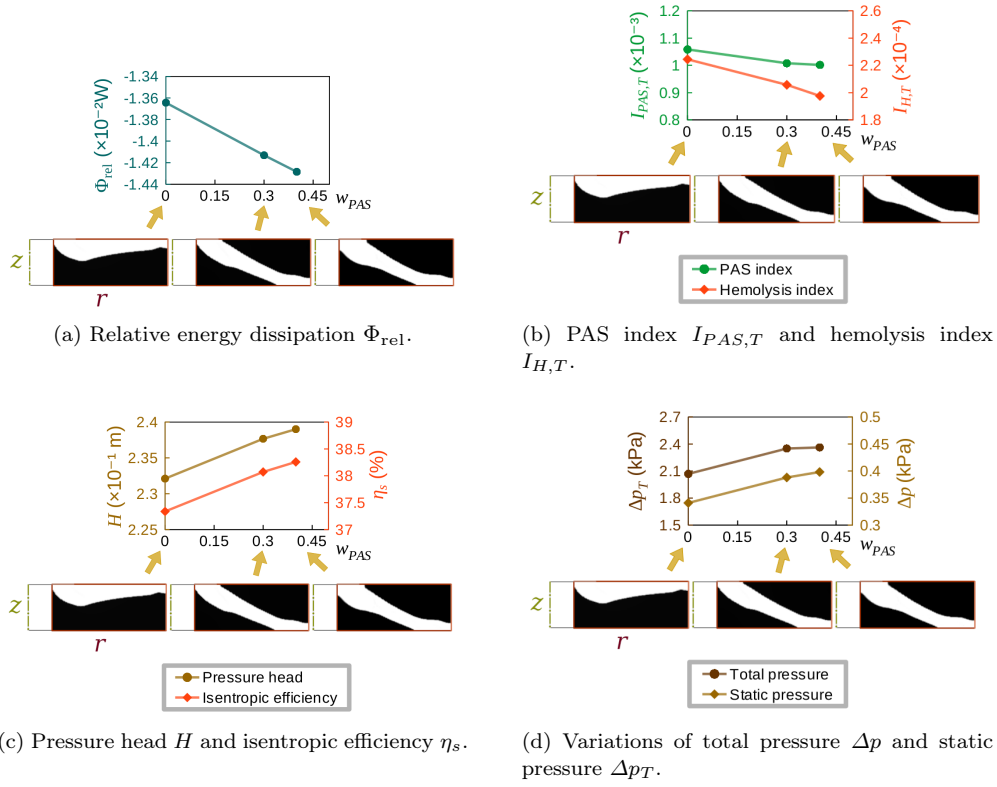 -1.34
-1.36
-1.38
-1.4
-1.42
-1.44
Φrel (×10⁻²W)
0 0.15 0.3 0.45 wPAS
z
r
(a) Relative energy dissipation Φrel.
1.2
1.1
1
0.9
0.8
IPAS,T (×10⁻³)
2.6
2.4
2.2
2
1.8
IH,T (×10⁻⁴)
0 0.15 0.3 0.45 wPAS
z
r
PAS index
Hemolysis index
(b) PAS index IPAS,T and hemolysis index
IH,T.
2.4
2.35
2.3
2.25
H (×10⁻¹ m)
39
38.5
38
37.5
37
ηs (%)
0 0.15 0.3 0.45 wPAS
z
r
Pressure head
Isentropic efficiency
(c) Pressure head H and isentropic efficiency ηs.
2.7
2.4
2.1
1.8
1.5
ΔpT (kPa)
0.5
0.45
0.4
0.35
0.3
Δp (kPa)
0 0.15 0.3 0.45 wPAS
z
r
Total pressure
Static pressure
(d) Variations of total pressure Δp and static
pressure ΔpT.